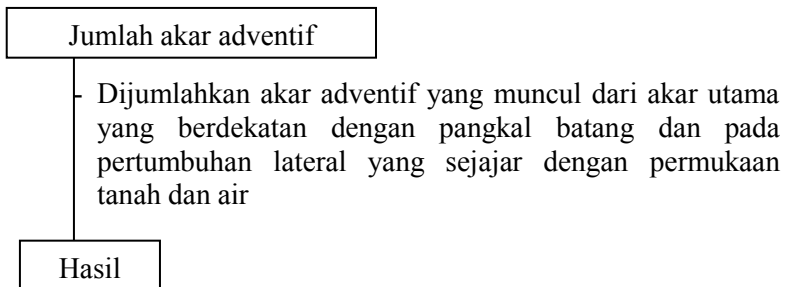 Jumlah akar adventif
- Dijumlahkan akar adventif yang muncul dari akar utama
yang berdekatan dengan pangkal batang dan pada
pertumbuhan lateral yang sejajar dengan permukaan
tanah dan air
Hasil